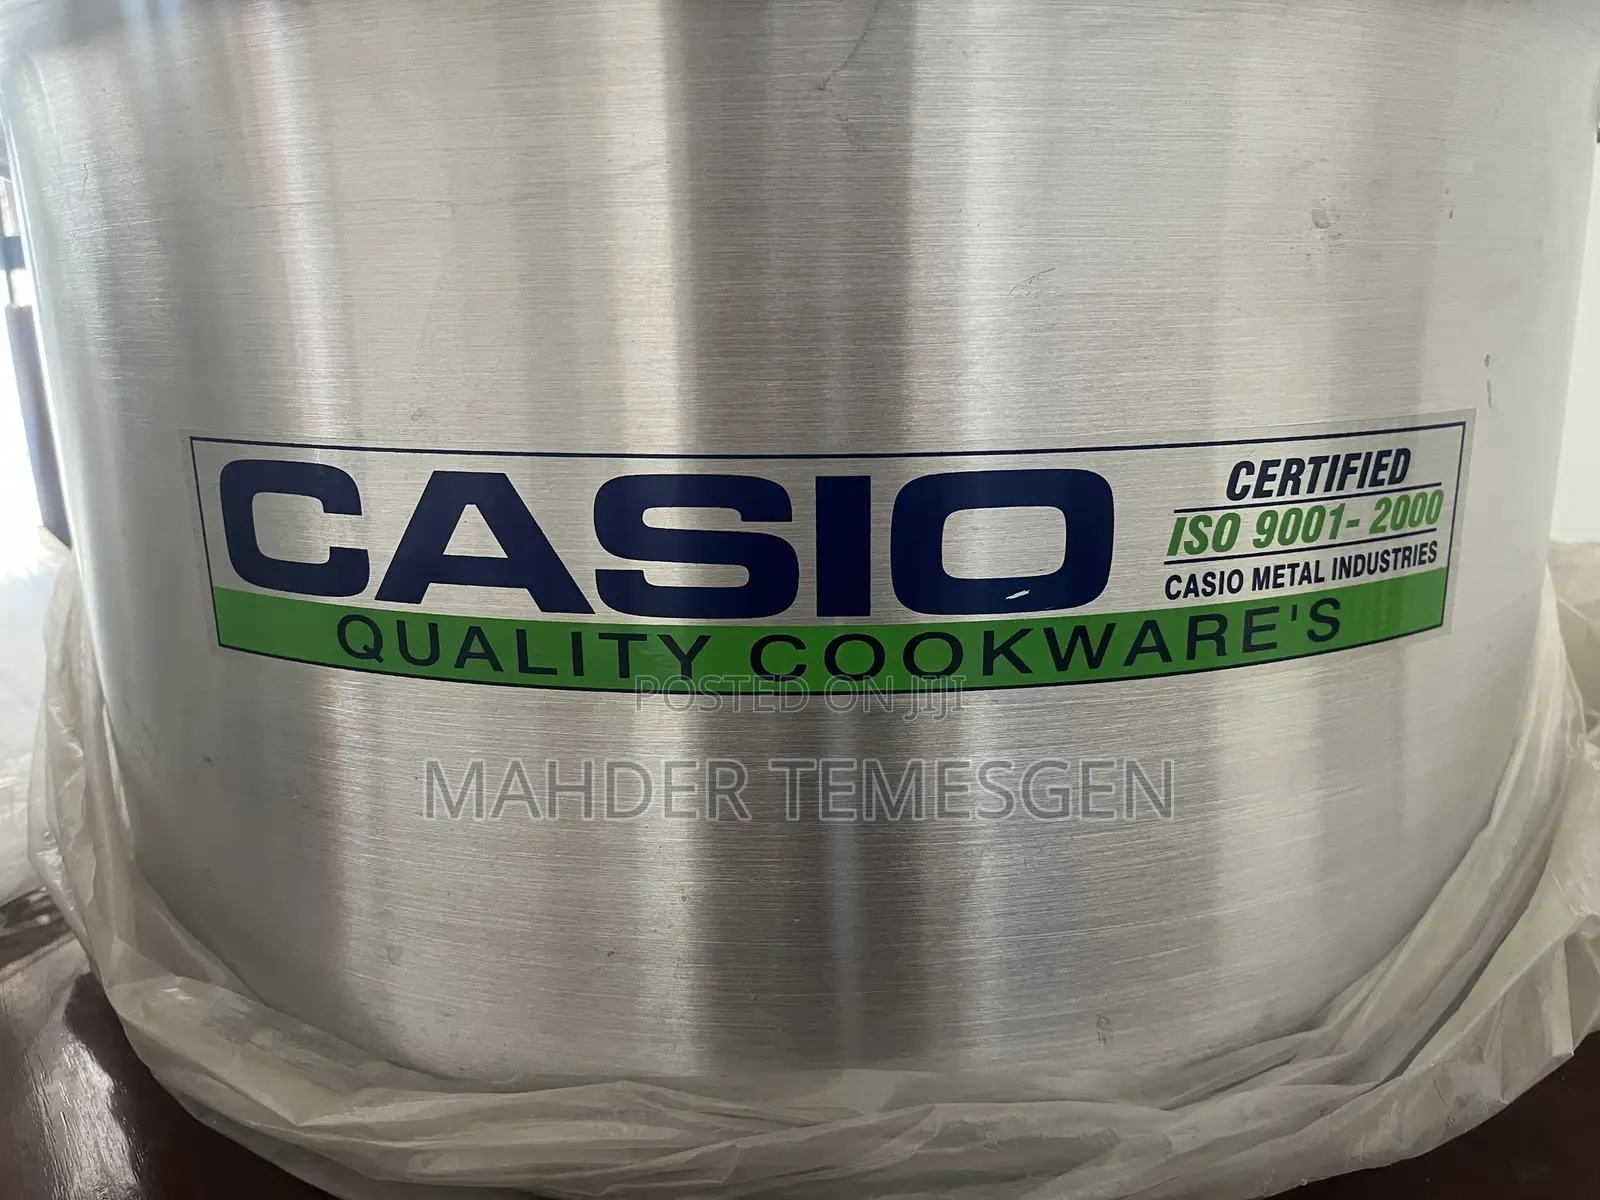 CASIO
CERTIFIED
ISO 9001- 2000
CASIO METAL INDUSTRIES
QUALITY COOKWARE'S
POSTED ON JIJI
MAHDER TEMESGEN